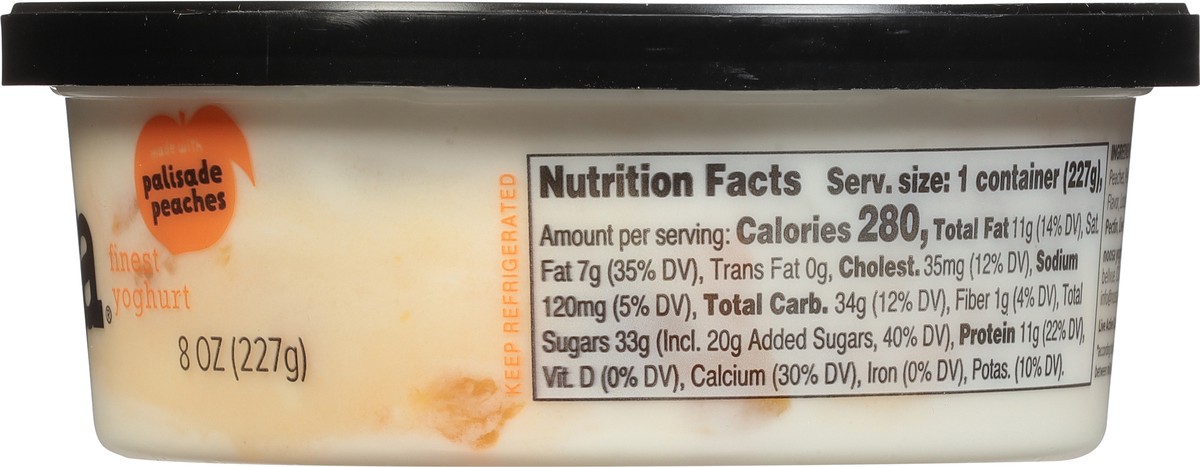 made with
palisade
peaches
a®
finest
yoghurt
8 OZ (227g)
KEEP REFRIGERATED
Nutrition Facts Serv. size: 1 container (227g),
Amount per serving: Calories 280, Total Fat 11g (14% DV), Sat.
Fat 7g (35% DV), Trans Fat 0g, Cholest. 35mg (12% DV), Sodium
120mg (5% DV), Total Carb. 34g (12% DV), Fiber 1g (4% DV), Total
Sugars 33g (Incl. 20g Added Sugars, 40% DV), Protein 11g (22% DV),
Vit. D (0% DV), Calcium (30% DV), Iron (0% DV), Potas. (10% DV).